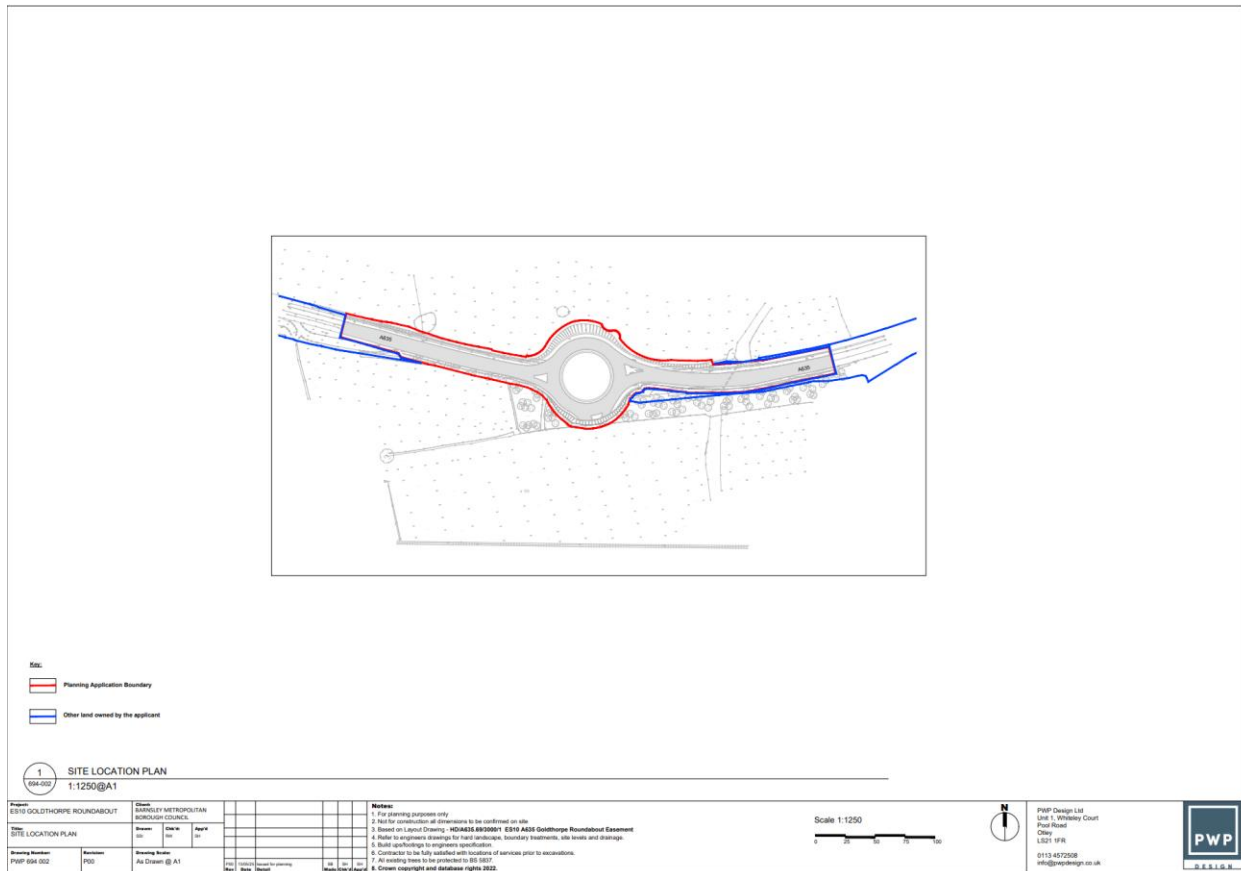 A635
A635
Key:
Planning Application Boundary
Other land owned by the applicant
1
694-002
SITE LOCATION PLAN
1:1250@A1
Project:
ES10 GOLDTHORPE ROUNDABOUT
Client:
BARNSLEY METROPOLITAN
BOROUGH COUNCIL
Title:
SITE LOCATION PLAN
Drawn:
Chk'd:
App'd
Drawing Number:
PWP 694 002
Revision:
P00
Drawing Scale:
As Drawn @ A1
P00
Issued for planning
Rev
Date
Detail
Notes:
1. For planning purposes only
2. Not for construction all dimensions to be confirmed on site
3. Based on Layout Drawing - HD/A635.69/3000/1 ES10 A635 Goldthorpe Roundabout Easement
4. Refer to engineers drawings for hard landscape, boundary treatments, site levels and drainage.
5. Build ups/footings to engineers specification.
6. Contractor to be fully satisfied with locations of services prior to excavations.
7. All existing trees to be protected to BS 5837.
8. Crown copyright and database rights 2022.
Scale 1:1250
0 25 50 75 100
N
PWP Design Ltd
Unit 1, Whiteley Court
Pool Road
Otley
LS21 1FR
0113 4572508
info@pwpdesign.co.uk
PWP
DESIGN